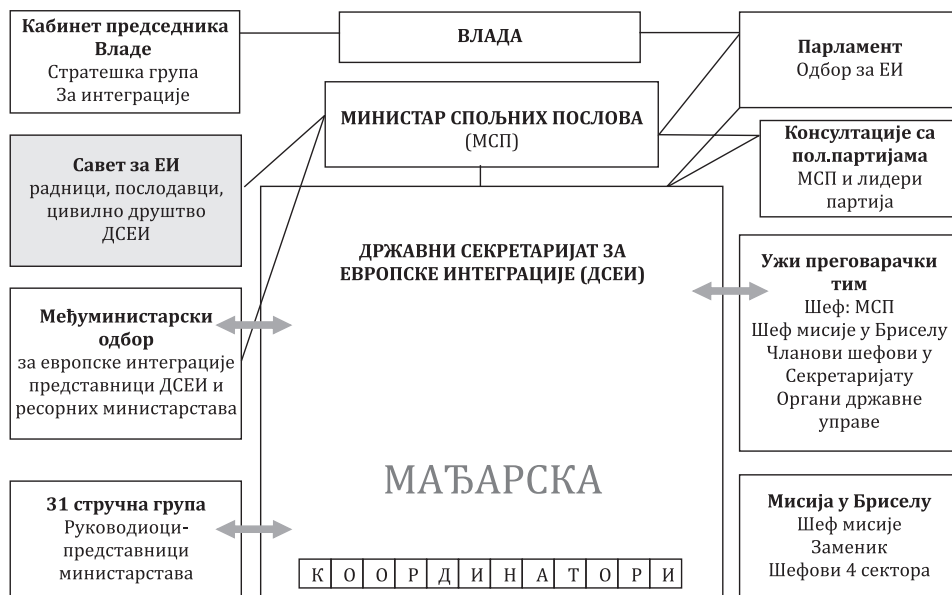 Кабинет председника
Владе
Стратешка група
За интеграције
ВЛАДА
Парламент
Одбор за ЕИ
МИНИСТАР СПОЉНИХ ПОСЛОВА
(МСП)
Савет за ЕИ
радници, послодавци,
цивилно друштво
ДСЕИ
Консултације са
пол.партијама
МСП и лидери
партија
ДРЖАВНИ СЕКРЕТАРИЈАТ ЗА
ЕВРОПСКЕ ИНТЕГРАЦИЈЕ (ДСЕИ)
Међуминистарски
одбор
за европске интеграције
представници ДСЕИ и
ресорних министарстава
Ужи преговарачки
тим
Шеф: МСП
Шеф мисије у Бриселу
Чланови шефови у
Секретаријату
Органи државне
управе
МАЂАРСКА
31 стручна група
Руководиоци-
представници
министарстава
КООРДИНАТОРИ
Мисија у Бриселу
Шеф мисије
Заменик
Шефови 4 сектора